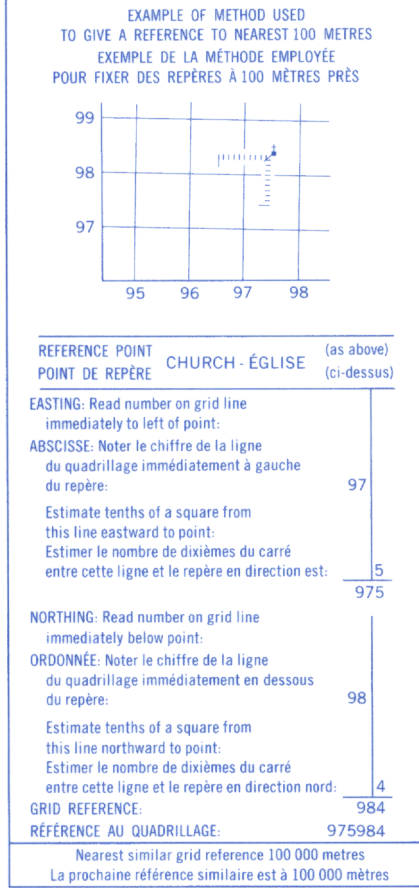 EXAMPLE OF METHOD USED
TO GIVE A REFERENCE TO NEAREST 100 METRES
EXEMPLE DE LA MÉTHODE EMPLOYÉE
POUR FIXER DES REPÈRES À 100 MÈTRES PRÈS
99
98
97
95 96 97 98
REFERENCE POINT
POINT DE REPÈRE
CHURCH - ÉGLISE
(as above)
(ci-dessus)
EASTING: Read number on grid line
immediately to left of point:
ABSCISSE: Noter le chiffre de la ligne
du quadrillage immédiatement à gauche
du repère: 97
Estimate tenths of a square from
this line eastward to point:
Estimer le nombre de dixièmes du carré
entre cette ligne et le repère en direction est: 5
975
NORTHING: Read number on grid line
immediately below point:
ORDONNÉE: Noter le chiffre de la ligne
du quadrillage immédiatement en dessous
du repère: 98
Estimate tenths of a square from
this line northward to point:
Estimer le nombre de dixièmes du carré
entre cette ligne et le repère en direction nord: 4
GRID REFERENCE: 984
RÉFÉRENCE AU QUADRILLAGE: 975984
Nearest similar grid reference 100 000 metres
La prochaine référence similaire est à 100 000 mètres